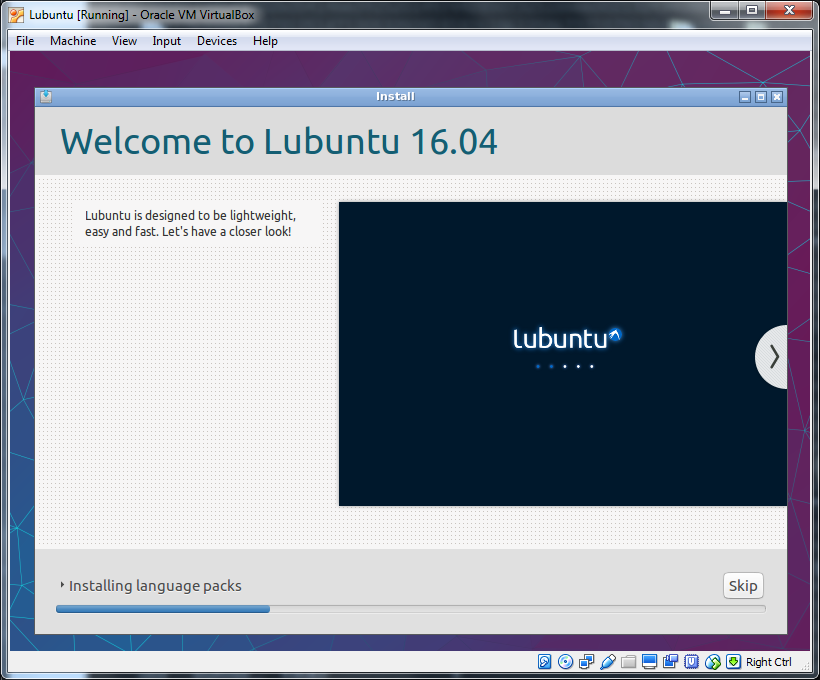 Lubuntu [Running] - Oracle VM VirtualBox
File Machine View Input Devices Help
Install
Welcome to Lubuntu 16.04
Lubuntu is designed to be lightweight,
easy and fast. Let's have a closer look!
lubuntu
Installing language packs
Skip
Right Ctrl